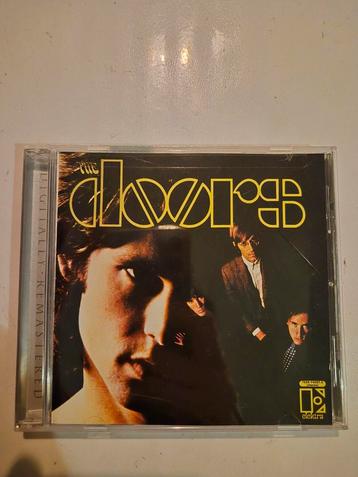 THE
doors
DIGITALLY·REMASTERED
elektra